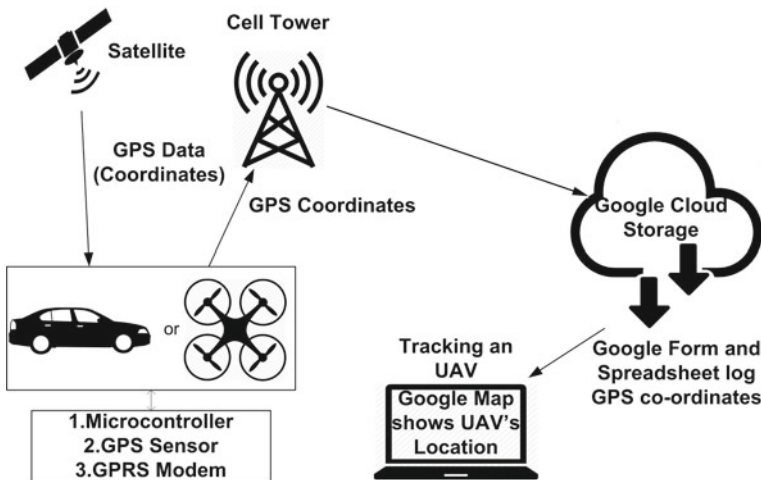 Cell Tower
Satellite
GPS Data
(Coordinates)
GPS Coordinates
Google Cloud
Storage
or
1.Microcontroller
2.GPS Sensor
3.GPRS Modem
Tracking an
UAV
Google Map
shows UAV's
Location
Google Form and
Spreadsheet log
GPS co-ordinates